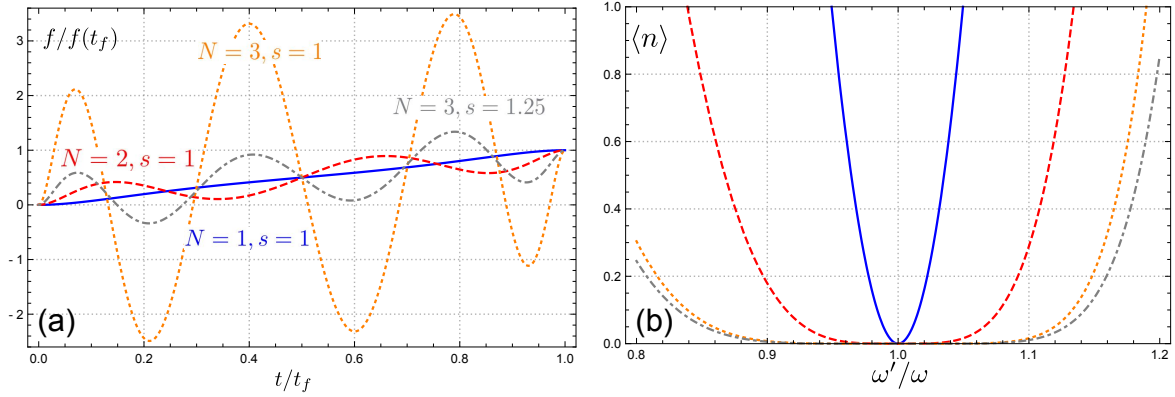 f/f(t_f)
N = 3, s = 1
N = 3, s = 1.25
N = 2, s = 1
N = 1, s = 1
3
2
1
0
-1
-2
(a)
0.0 0.2 0.4 0.6 0.8 1.0
t/t_f
⟨n⟩
1.0
0.8
0.6
0.4
0.2
0.0
(b)
0.8 0.9 1.0 1.1 1.2
ω′/ω